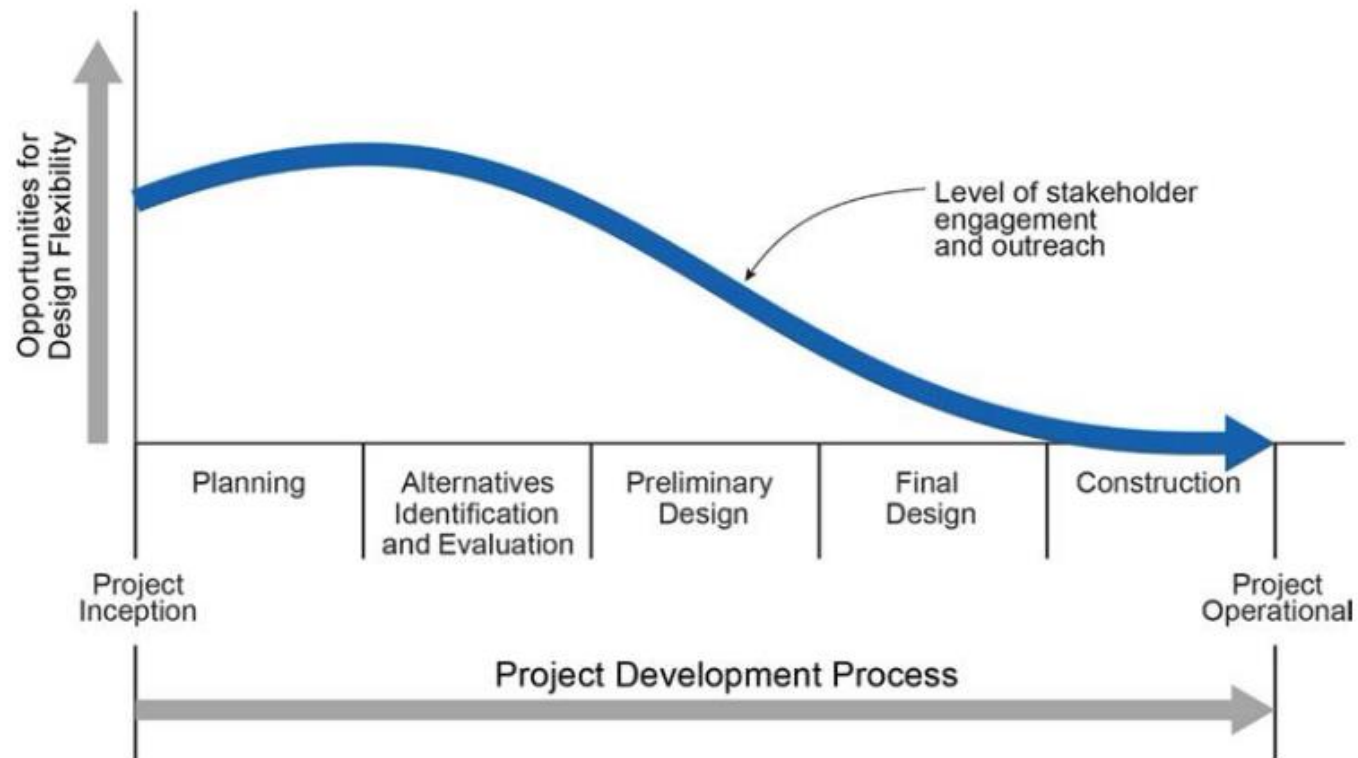 Opportunities for
Design Flexibility
Level of stakeholder
engagement
and outreach
Planning
Alternatives
Identification
and Evaluation
Preliminary
Design
Final
Design
Construction
Project
Inception
Project
Operational
Project Development Process